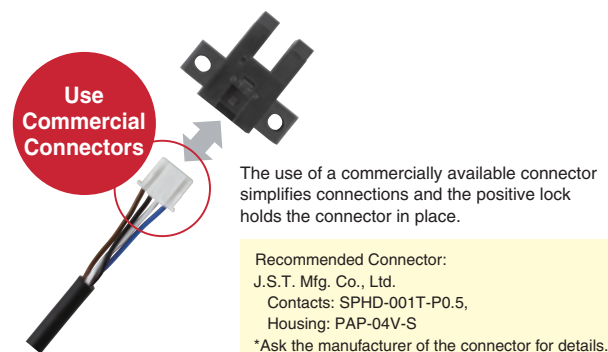 Use
Commercial
Connectors
The use of a commercially available connector
simplifies connections and the positive lock
holds the connector in place.
Recommended Connector:
J.S.T. Mfg. Co., Ltd.
Contacts: SPHD-001T-P0.5,
Housing: PAP-04V-S
*Ask the manufacturer of the connector for details.